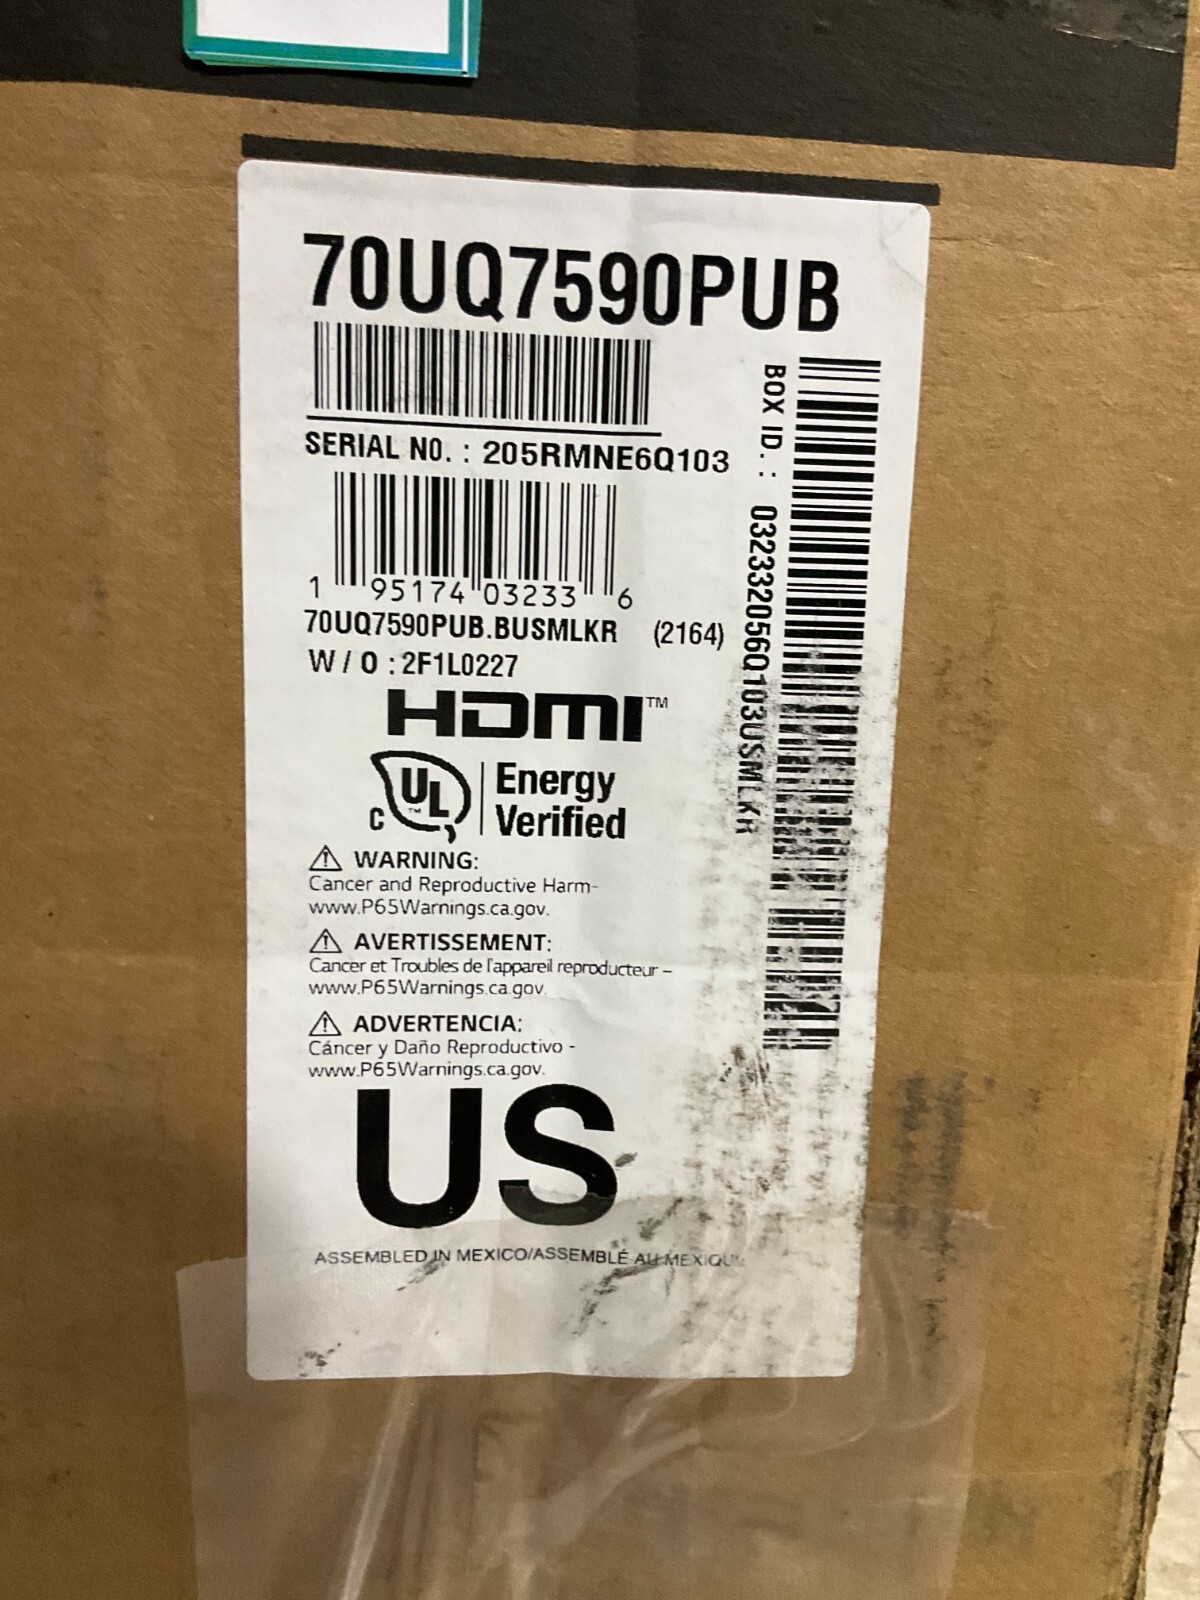 70UQ7590PUB
SERIAL NO. : 205RMNE6Q103
1 95174 03233 6
70UQ7590PUB.BUSMLKR (2164)
W / O : 2F1L0227
BOX ID. : 032332056Q103USMLKR
HDMI™
C UL™ Energy
Verified
⚠ WARNING:
Cancer and Reproductive Harm-
www.P65Warnings.ca.gov.
⚠ AVERTISSEMENT:
Cancer et Troubles de l'appareil reproducteur –
www.P65Warnings.ca.gov.
⚠ ADVERTENCIA:
Cáncer y Daño Reproductivo -
www.P65Warnings.ca.gov.
US
ASSEMBLED IN MEXICO/ASSEMBLÉ AU MEXIQUE